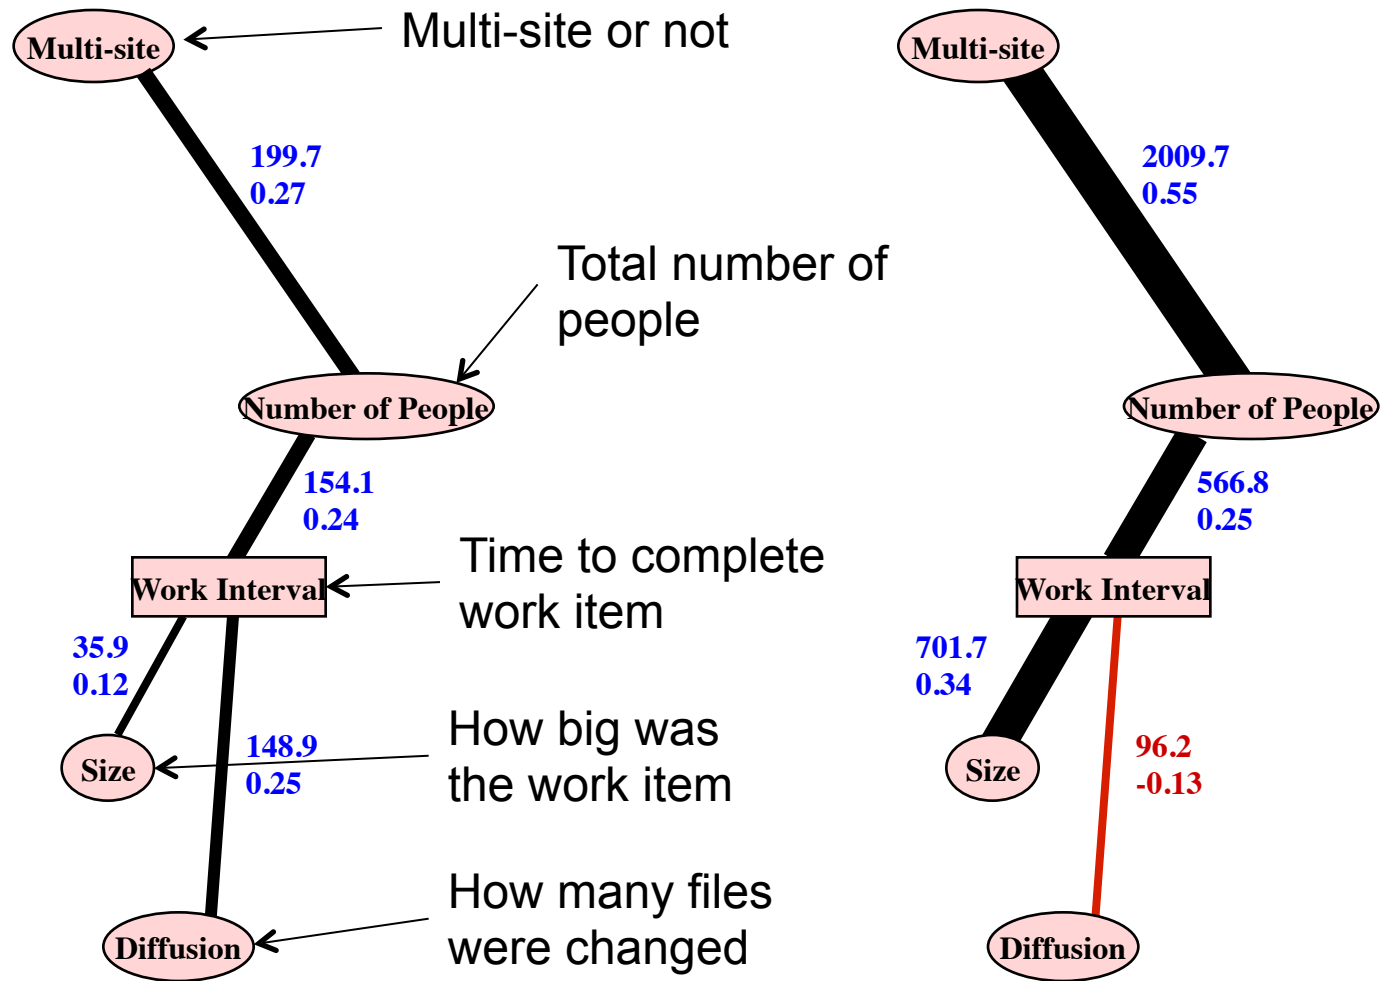 Multi-site
Multi-site or not
Multi-site
199.7
0.27
2009.7
0.55
Total number of
people
Number of People
Number of People
154.1
0.24
566.8
0.25
Time to complete
work item
Work Interval
Work Interval
35.9
0.12
701.7
0.34
How big was
the work item
148.9
0.25
96.2
-0.13
Size
Size
How many files
were changed
Diffusion
Diffusion